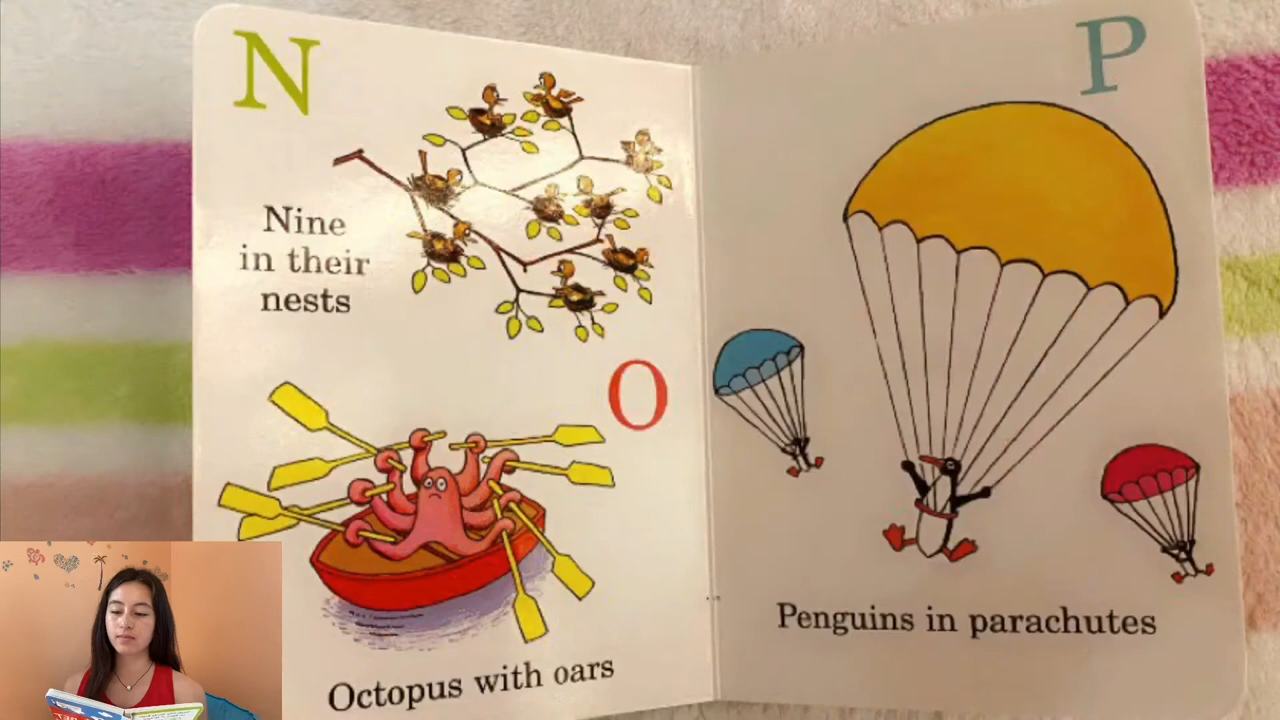 N
Nine
in their
nests
O
Octopus with oars
P
Penguins in parachutes